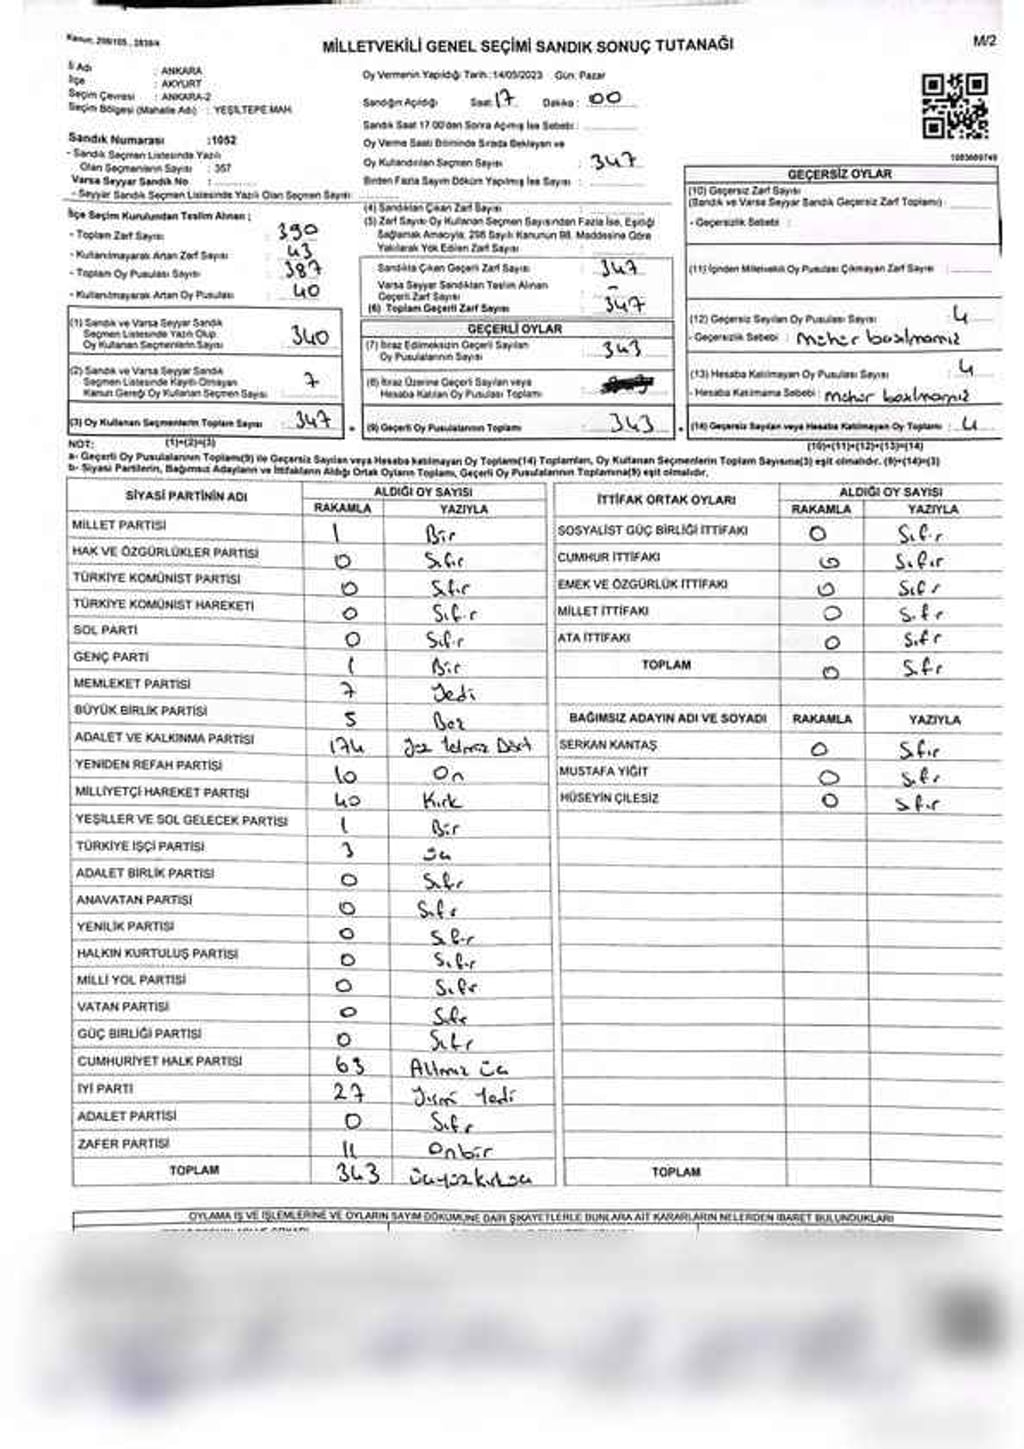 Kanun: 298/105 , 2839/4
MİLLETVEKİLİ GENEL SEÇİMİ SANDIK SONUÇ TUTANAĞI
M/2
İl Adı : ANKARA
İlçe : AKYURT
Seçim Çevresi : ANKARA-2
Seçim Bölgesi (Mahalle Adı) : YEŞİLTEPE MAH.
Sandık Numarası :1052
- Sandık Seçmen Listesinde Yazılı
Olan Seçmenlerin Sayısı : 357
Varsa Seyyar Sandık No :
- Seyyar Sandık Seçmen Listesinde Yazılı Olan Seçmen Sayısı:
İlçe Seçim Kurulundan Teslim Alınan :
- Toplam Zarf Sayısı : 390
- Kullanılmayarak Artan Zarf Sayısı : 43
- Toplam Oy Pusulası Sayısı : 387
- Kullanılmayarak Artan Oy Pusulası : 40
(1) Sandık ve Varsa Seyyar Sandık
Seçmen Listesinde Yazılı Olup
Oy Kullanan Seçmenlerin Sayısı : 340
(2) Sandık ve Varsa Seyyar Sandık
Seçmen Listesinde Kayıtlı Olmayan
Kanun Gereği Oy Kullanan Seçmen Sayısı : 7
(3) Oy Kullanan Seçmenlerin Toplam Sayısı : 347
(1)+(2)=(3)
Oy Vermenin Yapıldığı Tarih :14/05/2023 Gün: Pazar
Sandığın Açıldığı Saat: 17 Dakika : 00
Sandık Saat 17.00'den Sonra Açılmış İse Sebebi :
Oy Verme Saati Bitiminde Sırada Bekleyen ve
Oy Kullandırılan Seçmen Sayısı : 347
Birden Fazla Sayım Döküm Yapılmış İse Sayısı :
(4) Sandıktan Çıkan Zarf Sayısı :
(5) Zarf Sayısı Oy Kullanan Seçmen Sayısından Fazla İse, Eşitliği
Sağlamak Amacıyla, 298 Sayılı Kanunun 98. Maddesine Göre
Yakılarak Yok Edilen Zarf Sayısı :
Sandıkta Çıkan Geçerli Zarf Sayısı : 347
Varsa Seyyar Sandıktan Teslim Alınan
Geçerli Zarf Sayısı : -
(6) Toplam Geçerli Zarf Sayısı : 347
GEÇERLİ OYLAR
(7) İtiraz Edilmeksizin Geçerli Sayılan
Oy Pusulalarının Sayısı : 343
(8) İtiraz Üzerine Geçerli Sayılan veya
Hesaba Katılan Oy Pusulası Toplamı :
(9) Geçerli Oy Pusulalarının Toplamı : 343
GEÇERSİZ OYLAR
(10) Geçersiz Zarf Sayısı
(Sandık ve Varsa Seyyar Sandık Geçersiz Zarf Toplamı) :
- Geçersizlik Sebebi :
(11) İçinden Milletvekili Oy Pusulası Çıkmayan Zarf Sayısı :
(12) Geçersiz Sayılan Oy Pusulası Sayısı : 4
- Geçersizlik Sebebi : mühür basılmamış
(13) Hesaba Katılmayan Oy Pusulası Sayısı : 4
- Hesaba Katılmama Sebebi : mühür basılmamış
(14) Geçersiz Sayılan veya Hesaba Katılmayan Oy Toplamı : 4
(10)+(11)+(12)+(13)=(14)
NOT:
a- Geçerli Oy Pusulalarının Toplamı(9) ile Geçersiz Sayılan veya Hesaba katılmayan Oy Toplamı(14) Toplamları, Oy Kullanan Seçmenlerin Toplam Sayısına(3) eşit olmalıdır. (9)+(14)=(3)
b- Siyasi Partilerin, Bağımsız Adayların ve İttifakların Aldığı Ortak Oyların Toplamı, Geçerli Oy Pusulalarının Toplamına(9) eşit olmalıdır.
SİYASİ PARTİNİN ADI ALDIĞI OY SAYISI
RAKAMLA YAZIYLA
MİLLET PARTİSİ 1 Bir
HAK VE ÖZGÜRLÜKLER PARTİSİ 0 Sıfır
TÜRKİYE KOMÜNİST PARTİSİ 0 Sıfır
TÜRKİYE KOMÜNİST HAREKETİ 0 Sıfır
SOL PARTİ 0 Sıfır
GENÇ PARTİ 1 Bir
MEMLEKET PARTİSİ 7 Yedi
BÜYÜK BİRLİK PARTİSİ 5 Beş
ADALET VE KALKINMA PARTİSİ 174 Yüz Yetmiş Dört
YENİDEN REFAH PARTİSİ 10 On
MİLLİYETÇİ HAREKET PARTİSİ 40 Kırk
YEŞİLLER VE SOL GELECEK PARTİSİ 1 Bir
TÜRKİYE İŞÇİ PARTİSİ 3 üç
ADALET BİRLİK PARTİSİ 0 Sıfır
ANAVATAN PARTİSİ 0 Sıfır
YENİLİK PARTİSİ 0 Sıfır
HALKIN KURTULUŞ PARTİSİ 0 Sıfır
MİLLİ YOL PARTİSİ 0 Sıfır
VATAN PARTİSİ 0 Sıfır
GÜÇ BİRLİĞİ PARTİSİ 0 Sıfır
CUMHURİYET HALK PARTİSİ 63 Altmış üç
İYİ PARTİ 27 Yirmi Yedi
ADALET PARTİSİ 0 Sıfır
ZAFER PARTİSİ 11 Onbir
TOPLAM 343 üçyüzkırküç
İTTİFAK ORTAK OYLARI ALDIĞI OY SAYISI
RAKAMLA YAZIYLA
SOSYALİST GÜÇ BİRLİĞİ İTTİFAKI 0 Sıfır
CUMHUR İTTİFAKI 0 Sıfır
EMEK VE ÖZGÜRLÜK İTTİFAKI 0 Sıfır
MİLLET İTTİFAKI 0 Sıfır
ATA İTTİFAKI 0 Sıfır
TOPLAM 0 Sıfır
BAĞIMSIZ ADAYIN ADI VE SOYADI RAKAMLA YAZIYLA
SERKAN KANTAŞ 0 Sıfır
MUSTAFA YİĞİT 0 Sıfır
HÜSEYİN ÇİLESİZ 0 Sıfır
TOPLAM
OYLAMA İŞ VE İŞLEMLERİNE VE OYLARIN SAYIM DÖKÜMÜNE DAİR ŞİKAYETLERLE BUNLARA AİT KARARLARIN NELERDEN İBARET BULUNDUKLARI